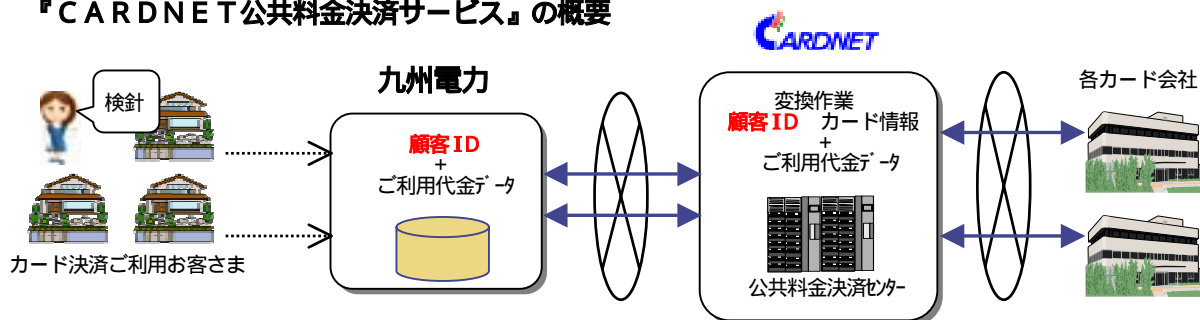 『ＣＡＲＤＮＥＴ公共料金決済サービス』の概要
CARDNET
検針
九州電力
各カード会社
顧客ID
+
ご利用代金ﾃﾞｰﾀ
変換作業
顧客ID　カード情報
+
ご利用代金ﾃﾞｰﾀ
カード決済ご利用お客さま
公共料金決済ｾﾝﾀｰ